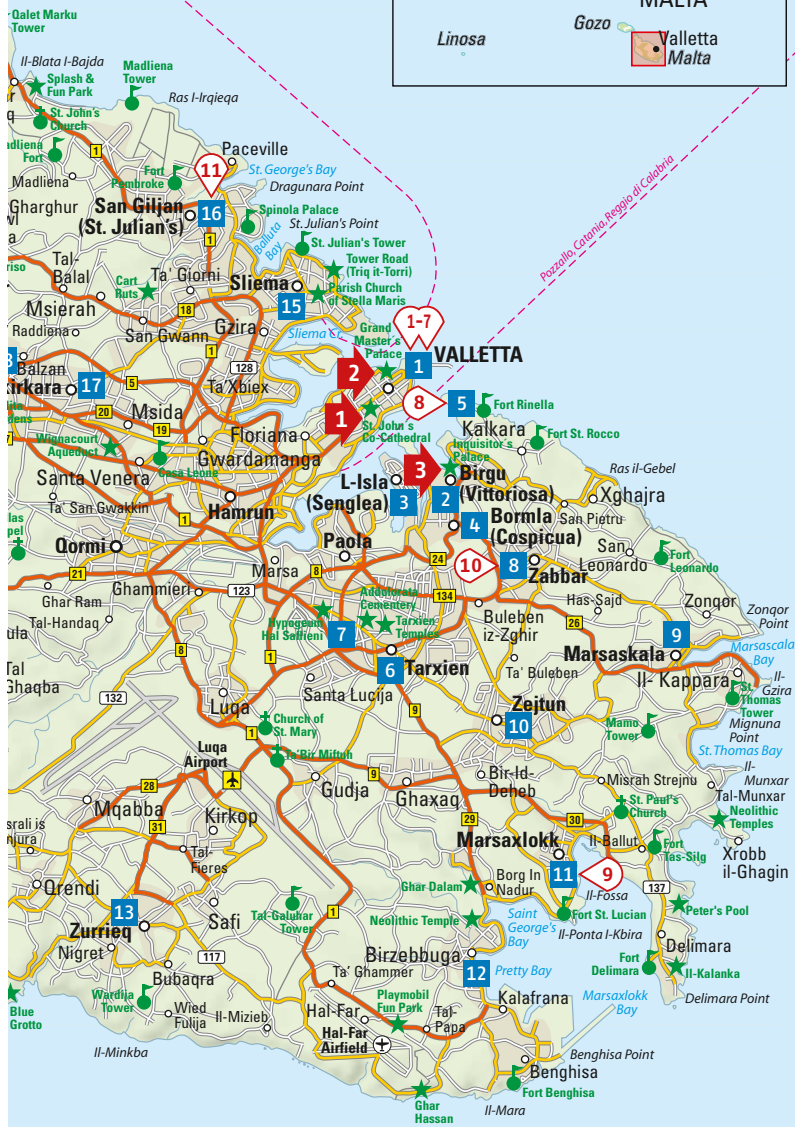 Qalet Marku
Tower
MALTA
Gozo
Linosa
Valletta
Malta
Il-Blata l-Bajda
Splash &
Fun Park
Madliena
Tower
Ras l-Irqieqa
St. John's
Church
Fort
1
Paceville
St. George's Bay
Dragunara Point
11
Fort
Pembroke
Madliena
Gharghur
San Giljan
(St. Julian's)
16
Spinola Palace
St. Julian's Point
Balluta
Bay
1
St. Julian's Tower
Tower Road
(Triq it-Torri)
Pozzallo, Catania, Reggio di Calabria
Tal-
Balal
Cart
Ruts
Ta' Giorni
Sliema
15
Parish Church
of Stella Maris
Msierah
18
Raddiena
San Gwann
Gzira
Sliema Cr.
Grand
Master's
Palace
1-7
1
VALLETTA
2
1
128
Balzan
17
5
Ta'Xbiex
8
5
Fort Rinella
1
St. John's
Co-Cathedral
Kalkara
Fort St. Rocco
20
Msida
19
Floriana
Wignacourt
Aqueduct
Casa Leone
Gwardamanga
Inquisitor's
Palace
3
Ras il-Gebel
Santa Venera
L-Isla
(Senglea)
3
Birgu
(Vittoriosa)
2
Xghajra
Ta' San Gwakkin
Hamrun
1
4
Bormla
(Cospicua)
San Pietru
Qormi
Paola
San
Leonardo
Fort
Leonardo
24
10
8
Zabbar
21
Marsa
8
Ghammieri
123
134
Addolorata
Cementery
Has-Sajd
Zonqor
Zonqor
Point
Ghar Ram
Tal-Handaq
Hypogeum
Hal Saflieni
Tarxien
Temples
Buleben
iz-Zghir
26
7
9
Marsascala
Bay
8
1
6
Tarxien
Marsaskala
Tal
Ghaqba
Ta' Buleben
Il- Kappara
Il-
Gzira
132
Santa Lucija
St.
Thomas
Tower
Luqa
9
Zejtun
10
Mamo
Tower
Mignuna
Point
Church of
St. Mary
1
St. Thomas Bay
Luqa
Airport
Ta'Bir Miftuh
Il-
Munxar
28
9
Bir-Id-
Deheb
Misrah Strejnu
Tal-Munxar
Gudja
Ghaxaq
St. Paul's
Church
Neolithic
Temples
Mqabba
31
Kirkop
29
30
Marsaxlokk
Il-Ballut
Fort
Tas-Silg
Xrobb
il-Ghagin
Tal-
Fieres
11
9
Qrendi
Ghar Dalam
Borg In
Nadur
Il-Fossa
137
13
Safi
Tal-Galuhar
Tower
1
Neolithic Temple
Saint
George's
Bay
Fort St. Lucian
Peter's Pool
Zurrieq
Il-Ponta l-Kbira
Nigret
117
Birzebbuga
Delimara
12
Pretty Bay
Fort
Delimara
Il-Kalanka
Bubaqra
Ta' Ghammer
Wardija
Tower
Playmobil
Fun Park
Kalafrana
Marsaxlokk
Bay
Delimara Point
Blue
Grotto
Wied
Fulija
Il-Mizieb
Hal-Far
Tal-
Papa
Hal-Far
Airfield
Il-Minkba
Benghisa Point
Benghisa
Fort Benghisa
Ghar
Hassan
Il-Mara